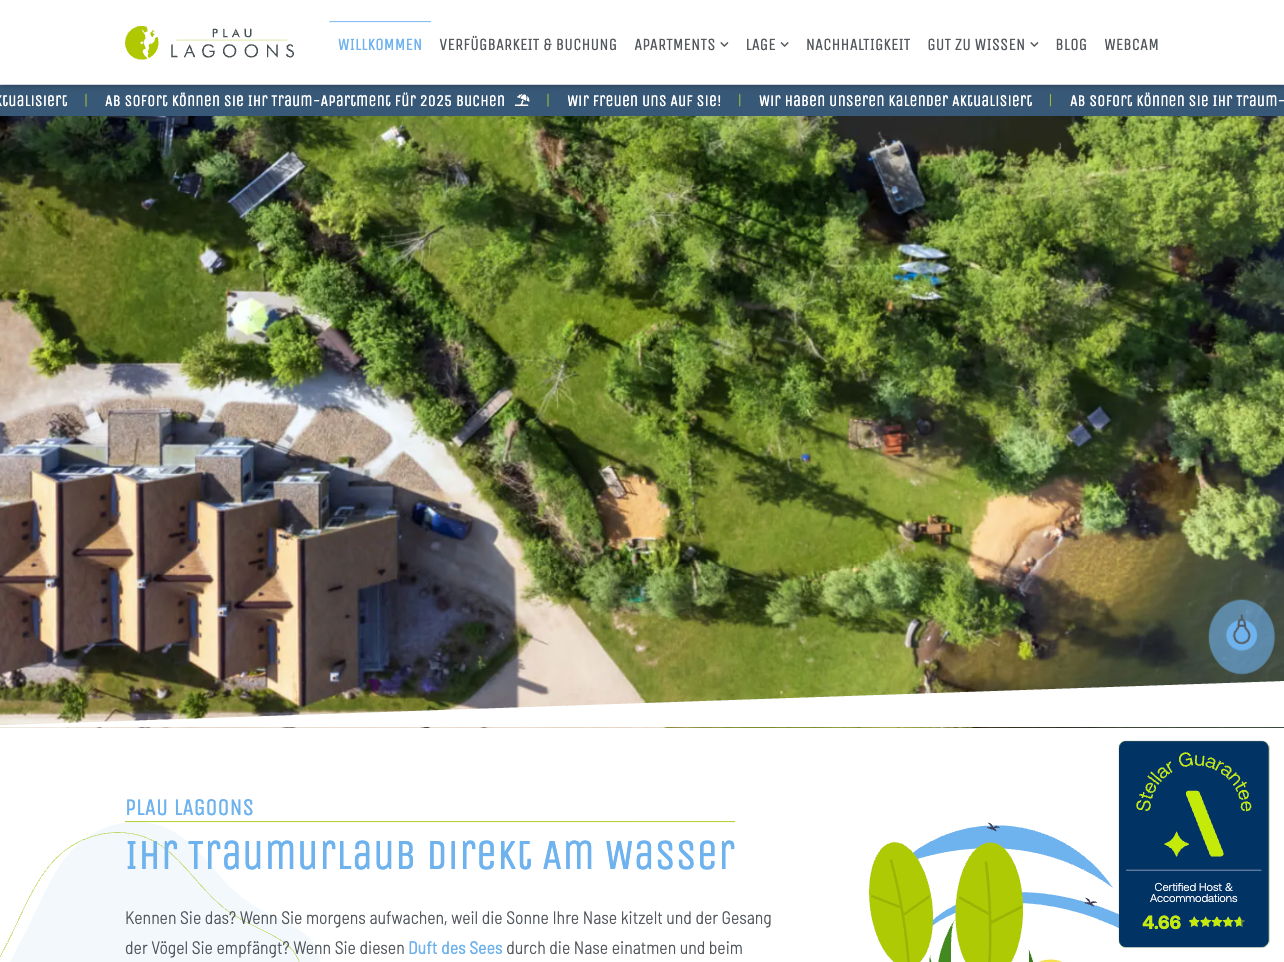 PLAU
LAGOONS
WILLKOMMEN
VERFÜGBARKEIT & BUCHUNG
APARTMENTS
LAGE
NACHHALTIGKEIT
GUT ZU WISSEN
BLOG
WEBCAM
ktualisiert | Ab sofort können Sie Ihr Traum-Apartment für 2025 buchen 🏖 | Wir freuen uns auf Sie! | Wir haben unseren Kalender aktualisiert | Ab sofort können Sie Ihr Traum-
PLAU LAGOONS
Ihr Traumurlaub direkt am Wasser
Kennen Sie das? Wenn Sie morgens aufwachen, weil die Sonne Ihre Nase kitzelt und der Gesang
der Vögel Sie empfängt? Wenn Sie diesen Duft des Sees durch die Nase einatmen und beim
Stellar Guarantee
Certified Host &
Accommodations
4.66 ★★★★★